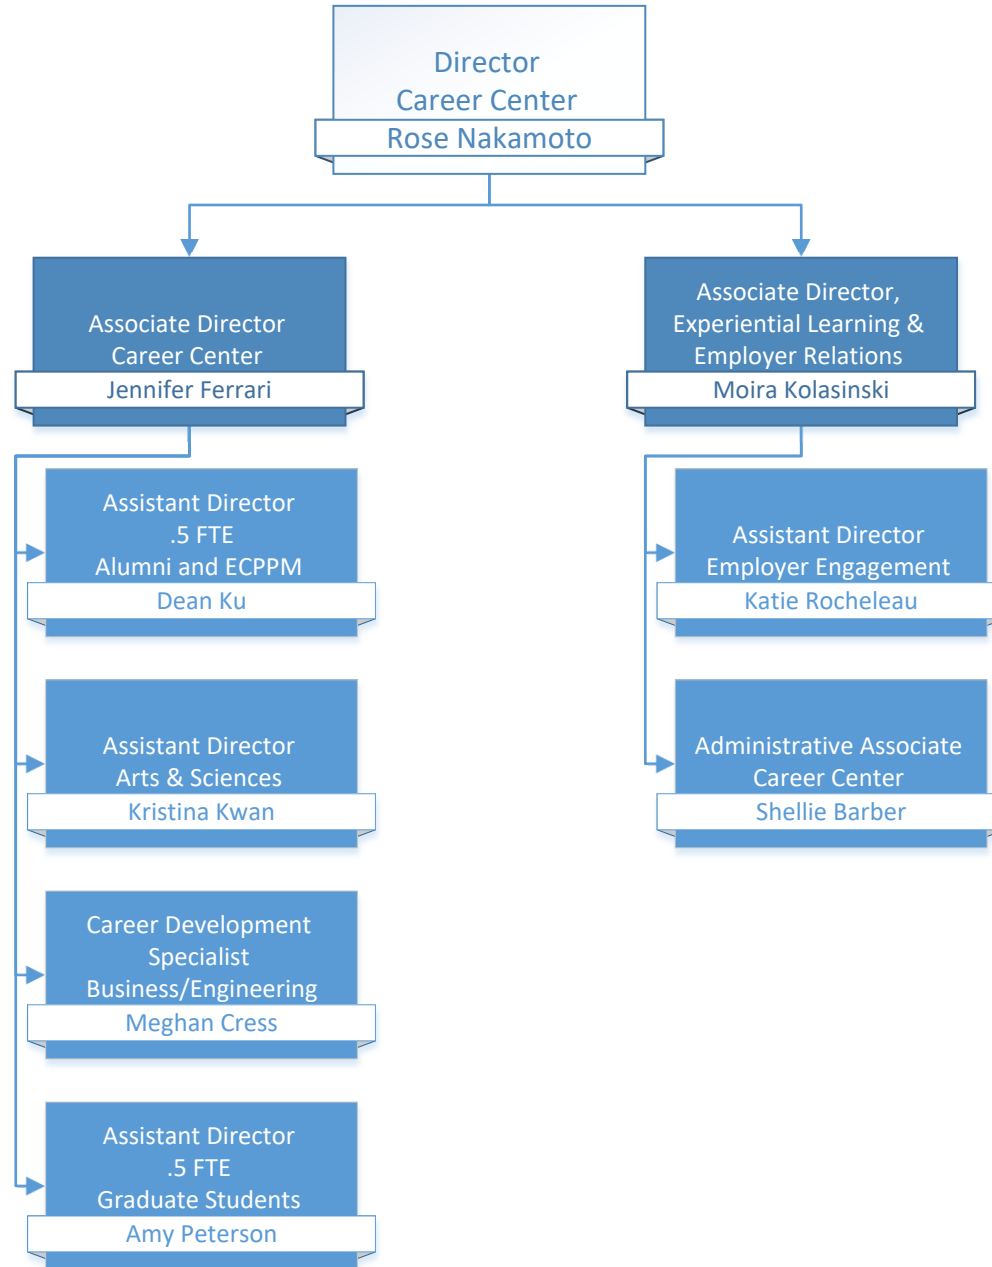 Director
Career Center
Rose Nakamoto
Associate Director
Career Center
Jennifer Ferrari
Associate Director,
Experiential Learning &
Employer Relations
Moira Kolasinski
Assistant Director
.5 FTE
Alumni and ECPPM
Dean Ku
Assistant Director
Employer Engagement
Katie Rocheleau
Assistant Director
Arts & Sciences
Kristina Kwan
Administrative Associate
Career Center
Shellie Barber
Career Development
Specialist
Business/Engineering
Meghan Cress
Assistant Director
.5 FTE
Graduate Students
Amy Peterson